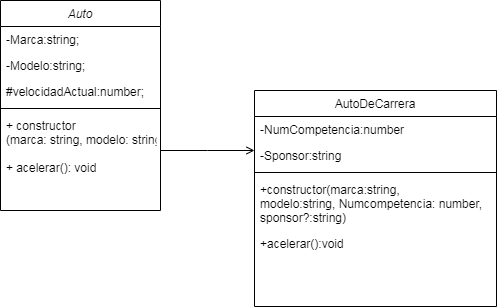 Auto
-Marca:string;
-Modelo:string;
#velocidadActual:number;
+ constructor
(marca: string, modelo: string
+ acelerar(): void
AutoDeCarrera
-NumCompetencia:number
-Sponsor:string
+constructor(marca:string,
modelo:string, Numcompetencia: number,
sponsor?:string)
+acelerar():void